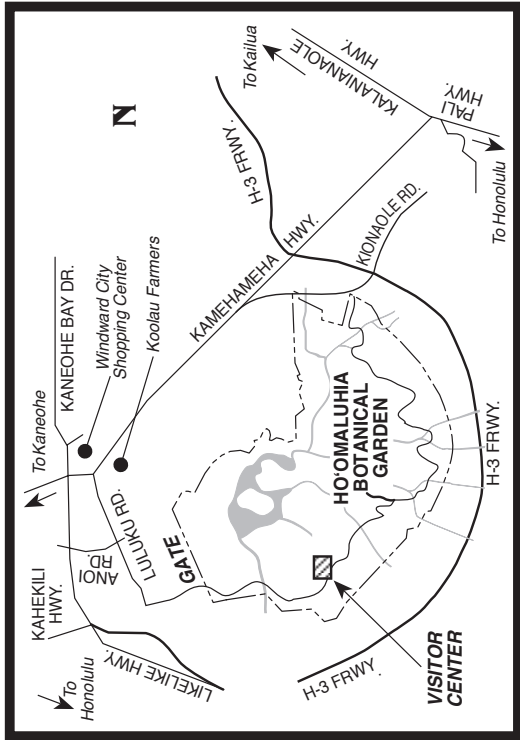 To Kailua
KALANIANAOLE
HWY.
PALI
HWY.
To Honolulu
N
H-3 FRWY.
KAMEHAMEHA HWY.
KIONAOLE RD.
To Kaneohe
KANEOHE BAY DR.
Windward City
Shopping Center
Koolau Farmers
KAHEKILI
HWY.
ANOI
RD.
LULUKU RD.
GATE
HO'OMALUHIA
BOTANICAL
GARDEN
H-3 FRWY.
To
Honolulu
LIKELIKE HWY.
H-3 FRWY.
VISITOR
CENTER